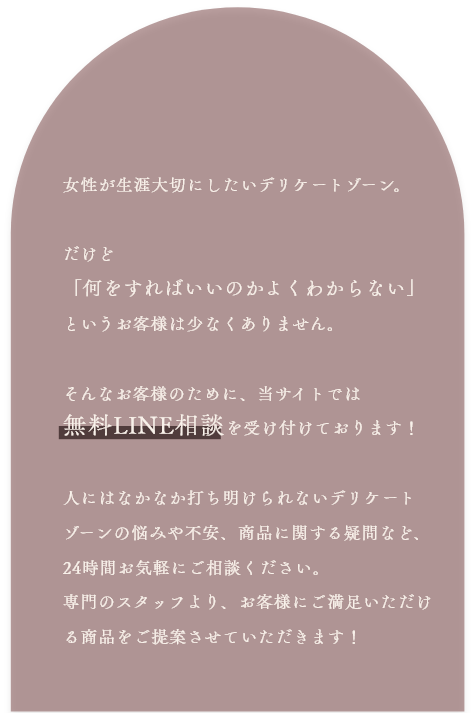 女性が生涯大切にしたいデリケートゾーン。
だけど
「何をすればいいのかよくわからない」
というお客様は少なくありません。
そんなお客様のために、当サイトでは
無料LINE相談を受け付けております！
人にはなかなか打ち明けられないデリケート
ゾーンの悩みや不安、商品に関する疑問など、
24時間お気軽にご相談ください。
専門のスタッフより、お客様にご満足いただけ
る商品をご提案させていただきます！